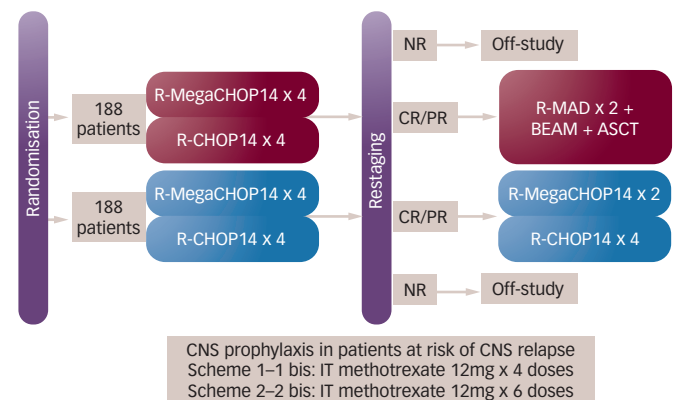 Randomisation
188
patients
R-MegaCHOP14 x 4
R-CHOP14 x 4
188
patients
R-MegaCHOP14 x 4
R-CHOP14 x 4
Restaging
NR
Off-study
CR/PR
R-MAD x 2 +
BEAM + ASCT
CR/PR
R-MegaCHOP14 x 2
R-CHOP14 x 4
NR
Off-study
CNS prophylaxis in patients at risk of CNS relapse
Scheme 1–1 bis: IT motrexate 12mg x 4 doses
Scheme 2–2 bis: IT methotrexate 12mg x 6 doses